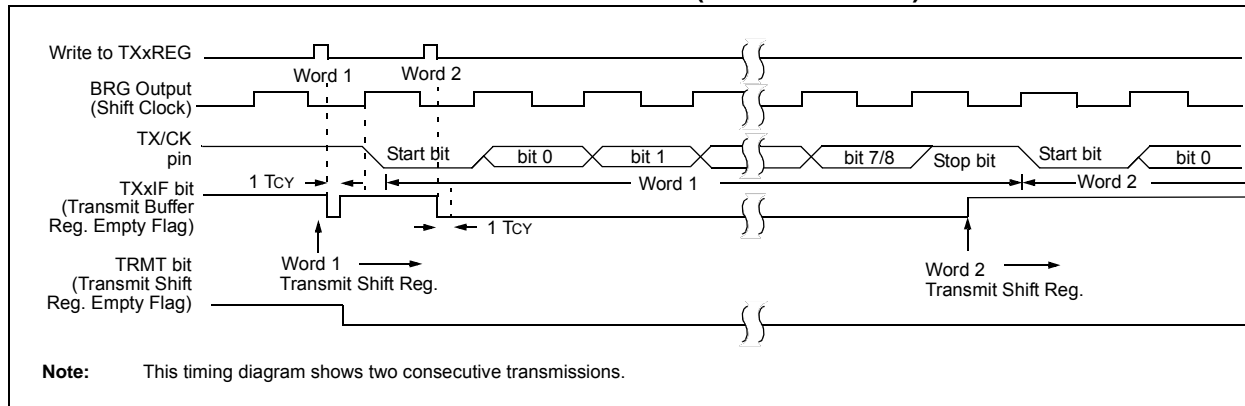 Write to TXxREG
Word 1
Word 2
BRG Output
(Shift Clock)
TX/CK
pin
Start bit
bit 0
bit 1
bit 7/8
Stop bit
Start bit
bit 0
1 TCY
Word 1
Word 2
TXxIF bit
(Transmit Buffer
Reg. Empty Flag)
1 TCY
Word 1
Transmit Shift Reg.
Word 2
Transmit Shift Reg.
TRMT bit
(Transmit Shift
Reg. Empty Flag)
Note: This timing diagram shows two consecutive transmissions.